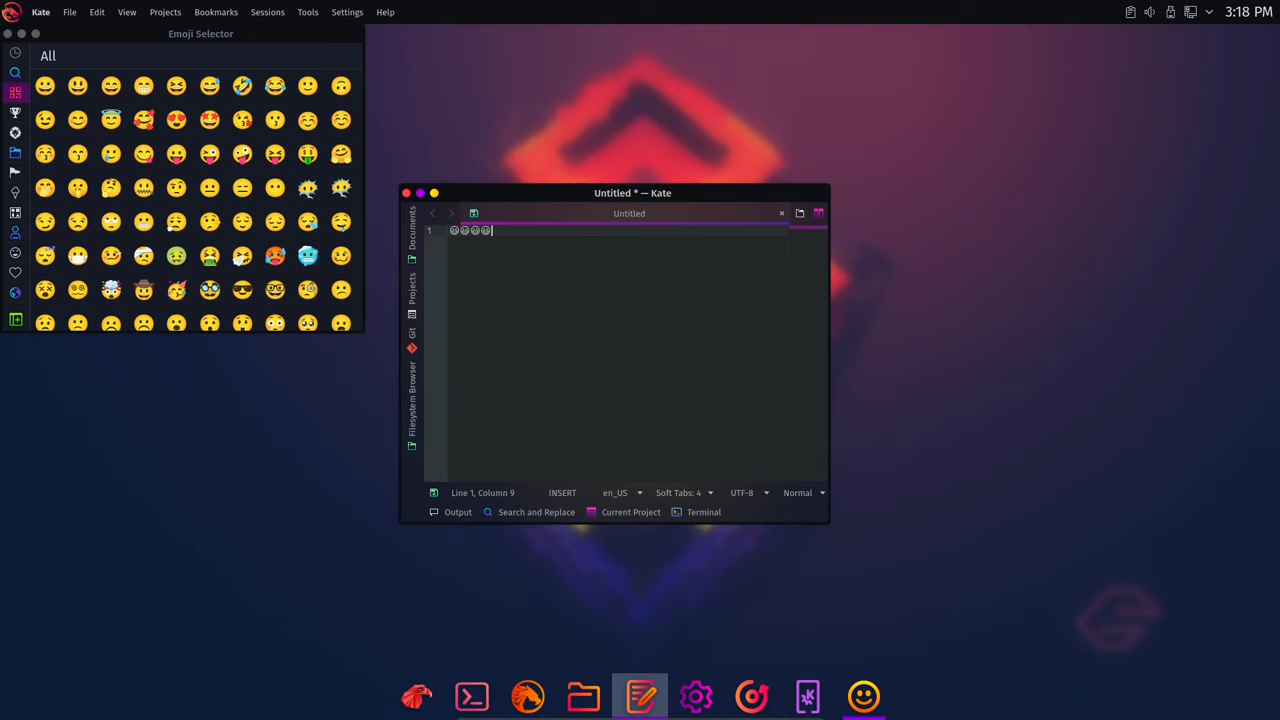 Kate File Edit View Projects Bookmarks Sessions Tools Settings Help 3:18 PM
Emoji Selector
All
Untitled * — Kate
Untitled
Documents
Projects
Git
Filesystem Brower
1 😃😃😃😃
Line 1, Column 9 INSERT en_US Soft Tabs: 4 UTF-8 Normal
Output Search and Replace Current Project Terminal